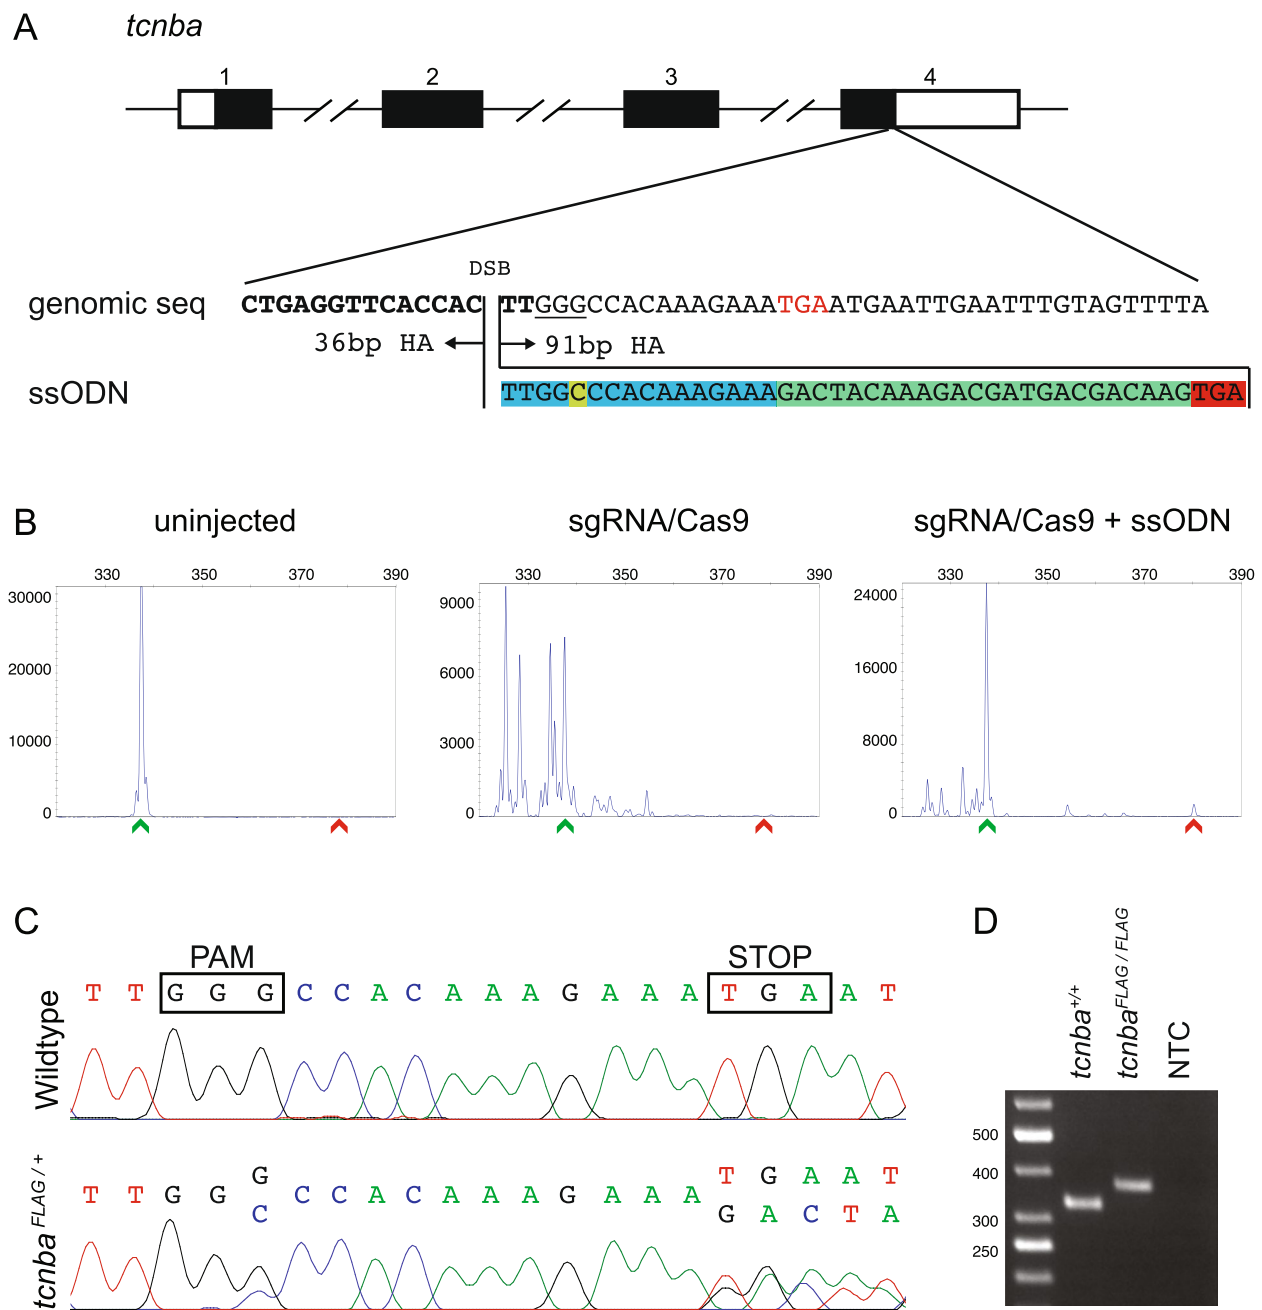 A
tcnba
1 2 3 4
DSB
genomic seq CTGAGGTTCACCAC TTGGGCCACAAAGAAATGAATGAATTGAATTTGTAGTTTTA
36bp HA 91bp HA
ssODN TTGGCCCACAAAGAAAGACTACAAAGACGATGACGACAAGTGA
B
uninjected sgRNA/Cas9 sgRNA/Cas9 + ssODN
330 350 370 390
30000
20000
10000
0
330 350 370 390
9000
6000
3000
0
330 350 370 390
24000
16000
8000
0
C
PAM STOP
Wildtype
T T G G G C C A C A A A G A A A T G A A T
tcnba FLAG / +
G T G A A T
T T G G C C A C A A A G A A A
C G A C T A
D
tcnba+/+
tcnbaFLAG / FLAG
NTC
500
400
300
250